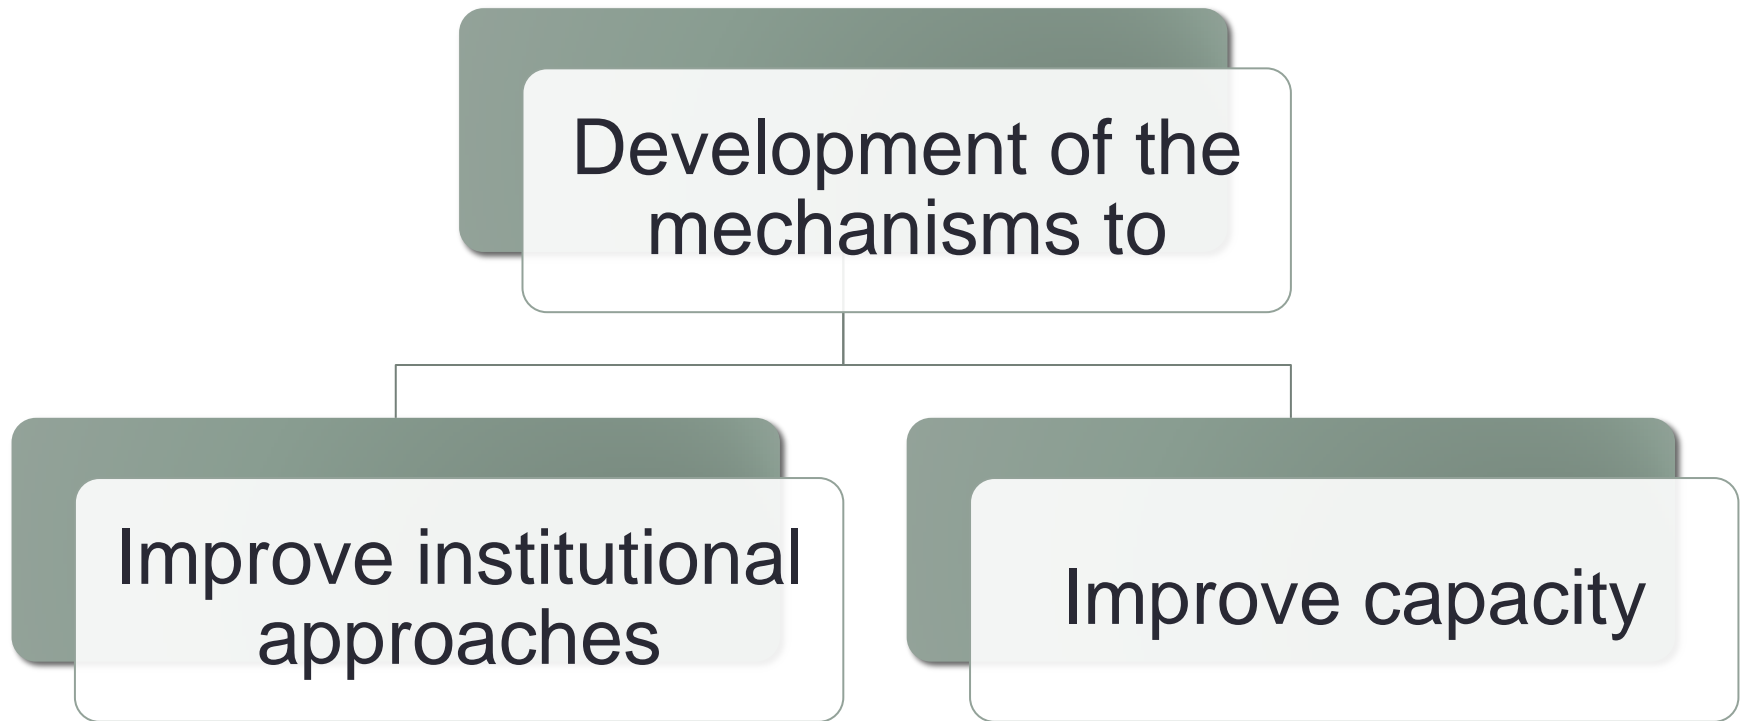 Development of the
mechanisms to
Improve institutional
approaches
Improve capacity